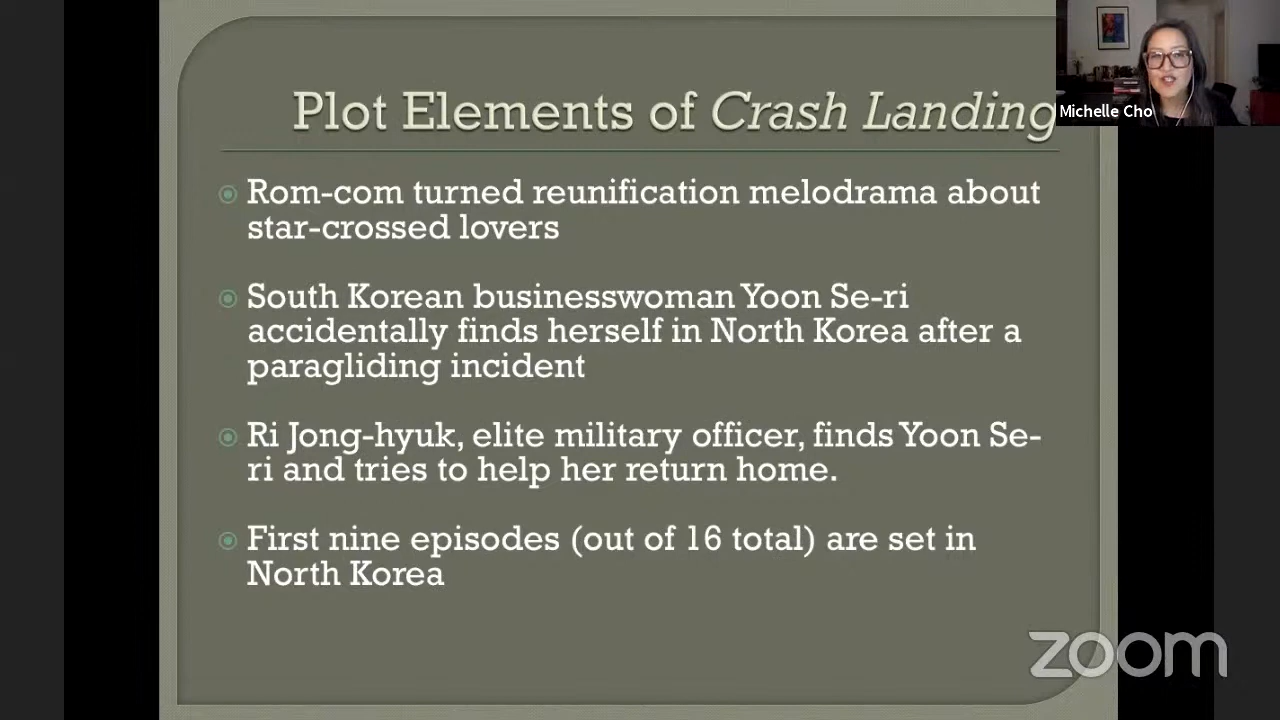 Plot Elements of Crash Landing
Michelle Cho
Rom-com turned reunification melodrama about
star-crossed lovers
South Korean businesswoman Yoon Se-ri
accidentally finds herself in North Korea after a
paragliding incident
Ri Jong-hyuk, elite military officer, finds Yoon Se-
ri and tries to help her return home.
First nine episodes (out of 16 total) are set in
North Korea
zoom